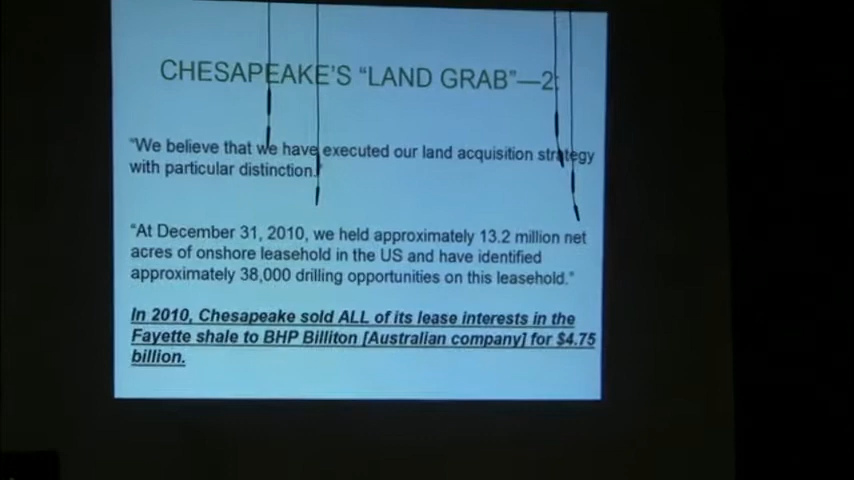 CHESAPEAKE'S "LAND GRAB"—2:
"We believe that we have executed our land acquisition strategy
with particular distinction."
"At December 31, 2010, we held approximately 13.2 million net
acres of onshore leasehold in the US and have identified
approximately 38,000 drilling opportunities on this leasehold."
In 2010, Chesapeake sold ALL of its lease interests in the
Fayette shale to BHP Billiton [Australian company] for $4.75
billion.